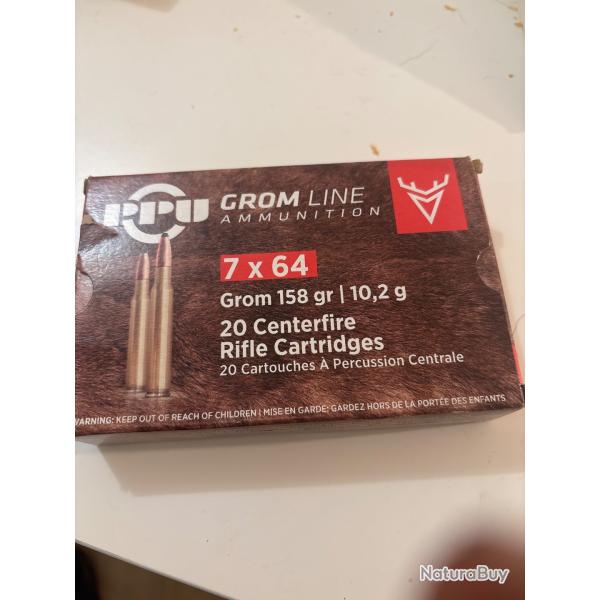 PPU
GROM LINE
AMMUNITION
7 x 64
Grom 158 gr | 10,2 g
20 Centerfire
Rifle Cartridges
20 Cartouches À Percussion Centrale
WARNING: KEEP OUT OF REACH OF CHILDREN | MISE EN GARDE: GARDEZ HORS DE LA PORTÉE DES ENFANTS
NaturaBuy